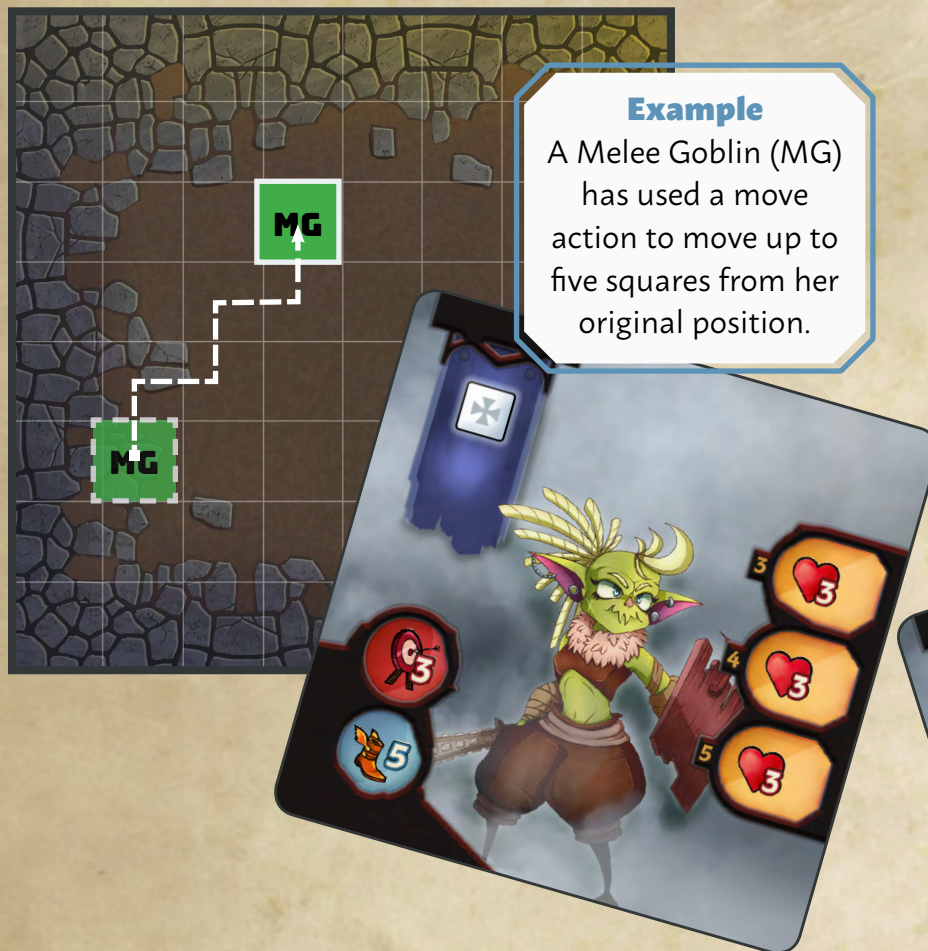 MG
Example
A Melee Goblin (MG)
has used a move
action to move up to
five squares from her
original position.
MG
3
3
3
4
3
5
3
5